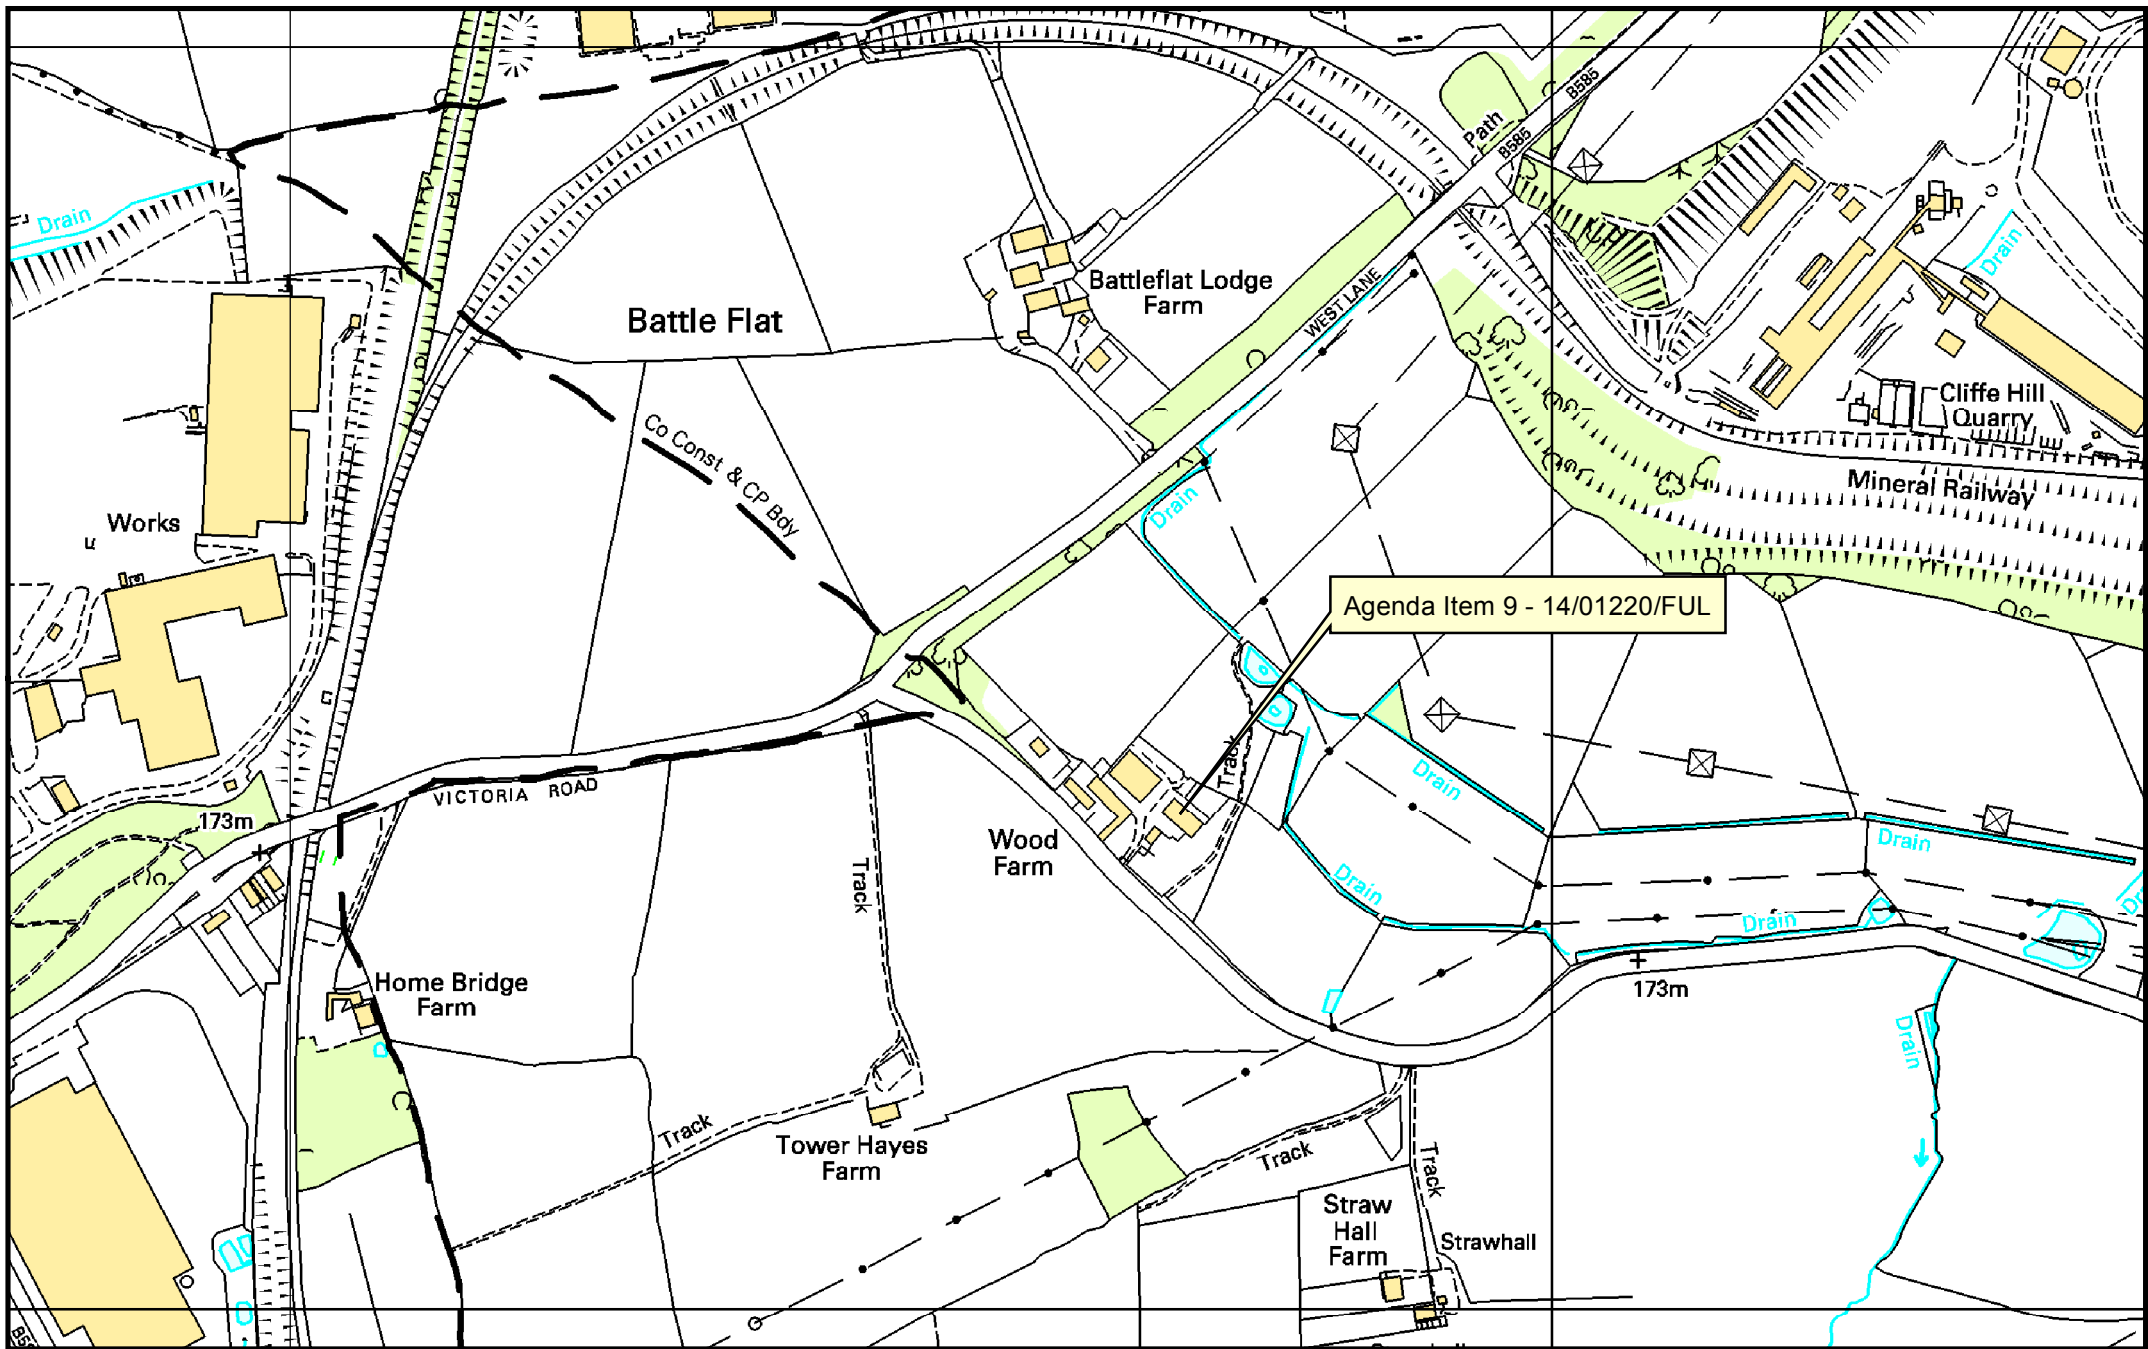 B585
Path
B585
Drain
Drain
Battleflat Lodge
Farm
WEST LANE
Battle Flat
Cliffe Hill
Quarry
Co Const & CP Bdy
Mineral Railway
Works
Drain
Agenda Item 9 - 14/01220/FUL
Track
Drain
VICTORIA ROAD
173m
Wood
Farm
Drain
Track
Drain
Drain
Home Bridge
Farm
173m
Drain
Track
Tower Hayes
Farm
Track
Track
Straw
Hall
Farm
Strawhall